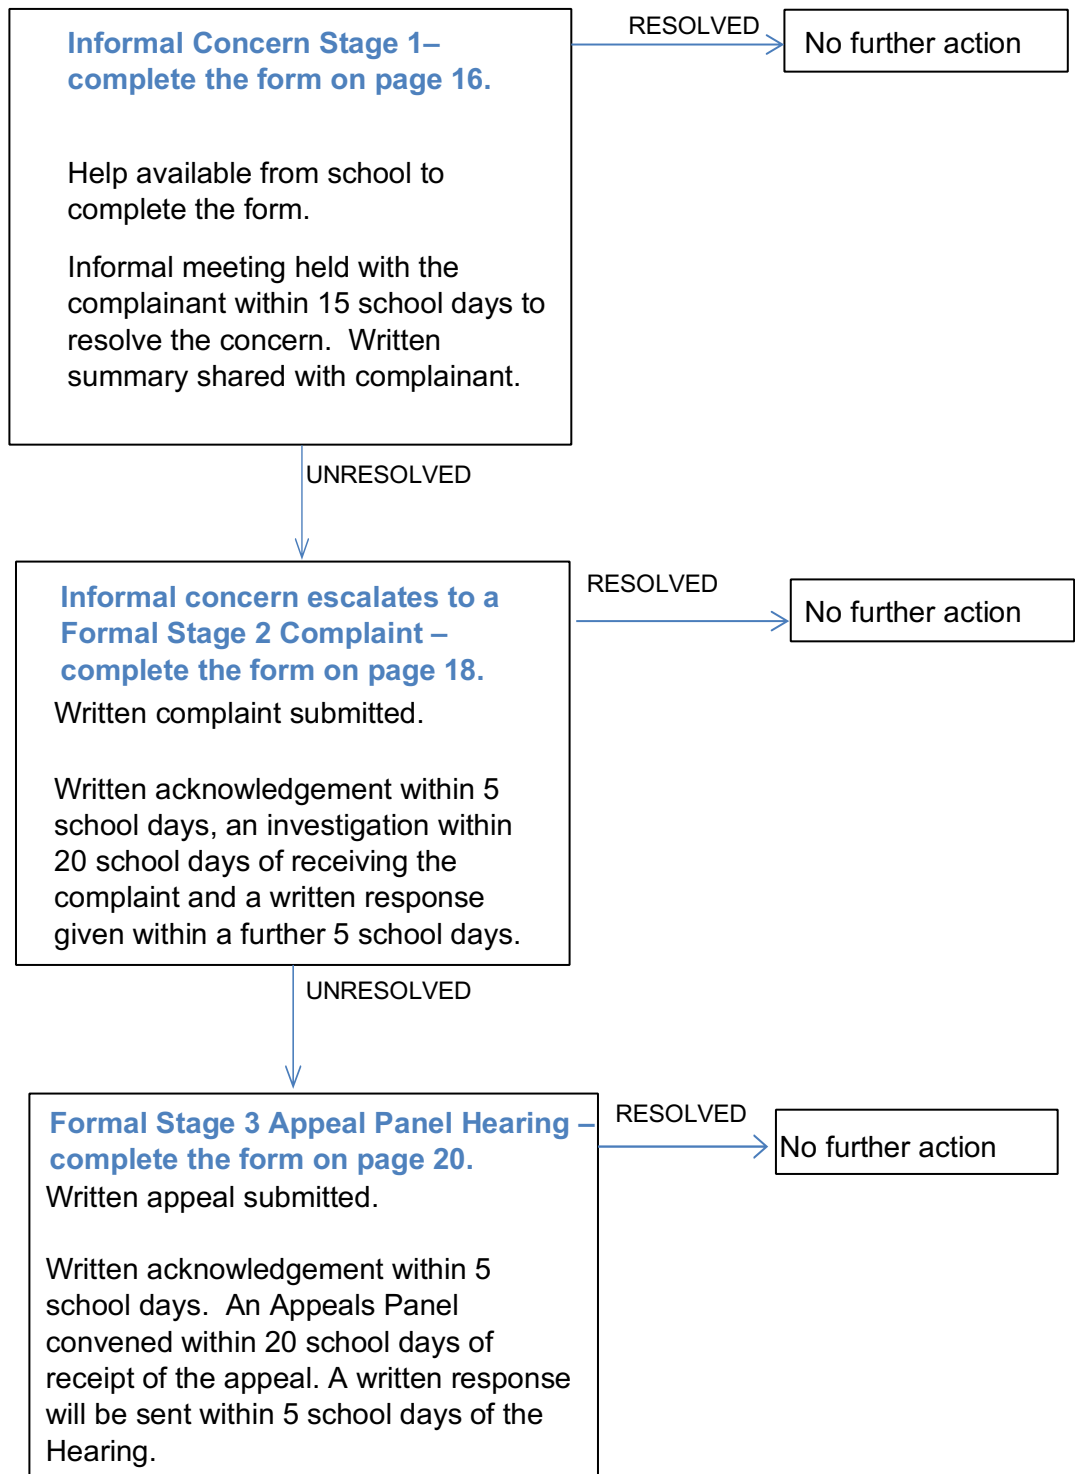 Informal Concern Stage 1–
complete the form on page 16.
Help available from school to
complete the form.
Informal meeting held with the
complainant within 15 school days to
resolve the concern.  Written
summary shared with complainant.
RESOLVED
No further action
UNRESOLVED
Informal concern escalates to a
Formal Stage 2 Complaint –
complete the form on page 18.
Written complaint submitted.
Written acknowledgement within 5
school days, an investigation within
20 school days of receiving the
complaint and a written response
given within a further 5 school days.
RESOLVED
No further action
UNRESOLVED
Formal Stage 3 Appeal Panel Hearing –
complete the form on page 20.
Written appeal submitted.
Written acknowledgement within 5
school days.  An Appeals Panel
convened within 20 school days of
receipt of the appeal. A written response
will be sent within 5 school days of the
Hearing.
RESOLVED
No further action